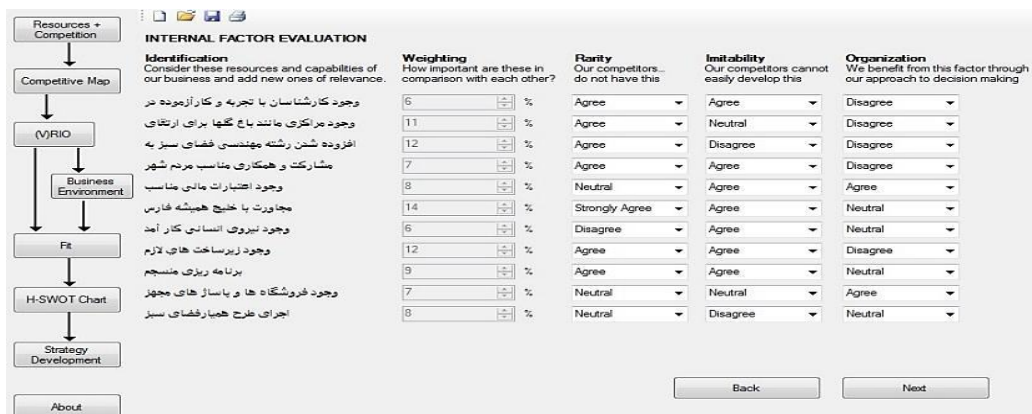 Resources +
Competition
Competitive Map
(V)RIO
Business
Environment
Fit
H-SWOT Chart
Strategy
Development
About
INTERNAL FACTOR EVALUATION
Identification Weighting Rarity Imitability Organization
Consider these resources and capabilities of How important are these in Our competitors... Our competitors cannot We benefit from this factor through
our business and add new ones of relevance. comparison with each other? do not have this easily develop this our approach to decision making
وجود کارشناسان با تجربه و کارآزموده در 6 % Agree Agree Disagree
وجود مراکزی مانند باغ گلها برای ارتقای 11 % Agree Neutral Disagree
افزوده شدن رشته مهندسی فضای سبز به 12 % Agree Disagree Disagree
مشارکت و همکاری مناسب مردم شهر 7 % Agree Agree Disagree
وجود اعتبارات مالی مناسب 8 % Neutral Agree Agree
مجاورت با خلیج همیشه فارس 14 % Strongly Agree Agree Neutral
وجود نیروی انسانی کار آمد 6 % Disagree Agree Neutral
وجود زیرساخت های لازم 12 % Agree Agree Disagree
برنامه ریزی منسجم 9 % Agree Agree Neutral
وجود فروشگاه ها و پاساژ های مجهز 7 % Neutral Neutral Agree
اجرای طرح همیارفضای سبز 8 % Neutral Disagree Neutral
Back Next